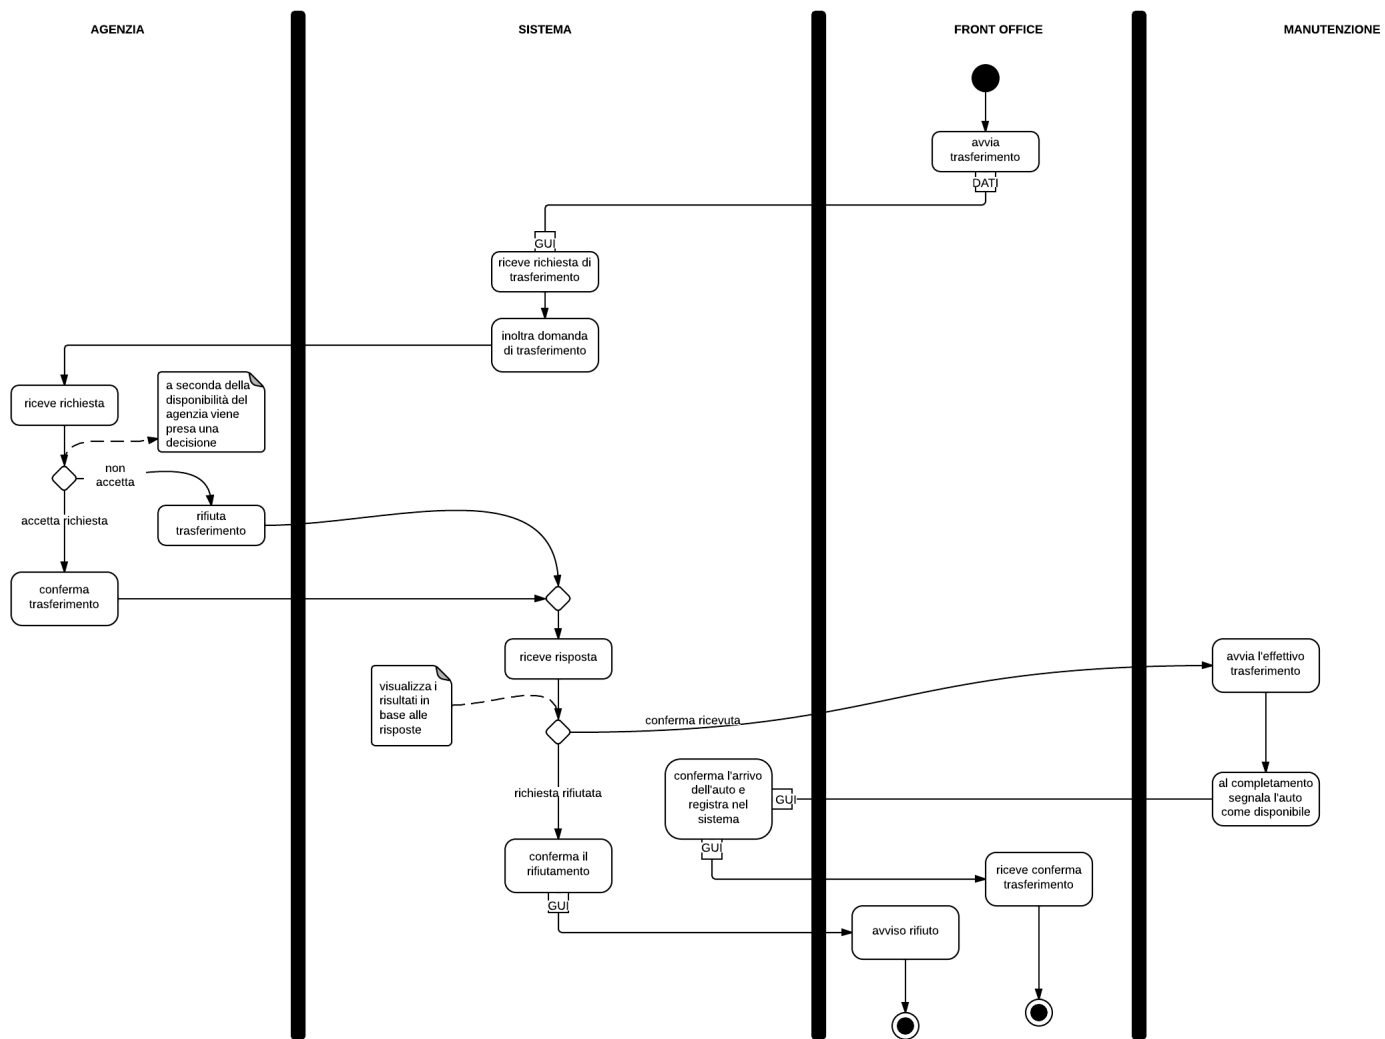 AGENZIA
SISTEMA
FRONT OFFICE
MANUTENZIONE
avvia
trasferimento
DATI
GUI
riceve richiesta di
trasferimento
inoltra domanda
di trasferimento
riceve richiesta
a seconda della
disponibilità del
agenzia viene
presa una
decisione
non
accetta
accetta richiesta
rifiuta
trasferimento
conferma
trasferimento
riceve risposta
visualizza i
risultati in
base alle
risposte
conferma ricevuta
avvia l'effettivo
trasferimento
richiesta rifiutata
conferma l'arrivo
dell'auto e
registra nel
sistema
GUI
al completamento
segnala l'auto
come disponibile
GUI
conferma il
rifiutamento
GUI
riceve conferma
trasferimento
avviso rifiuto